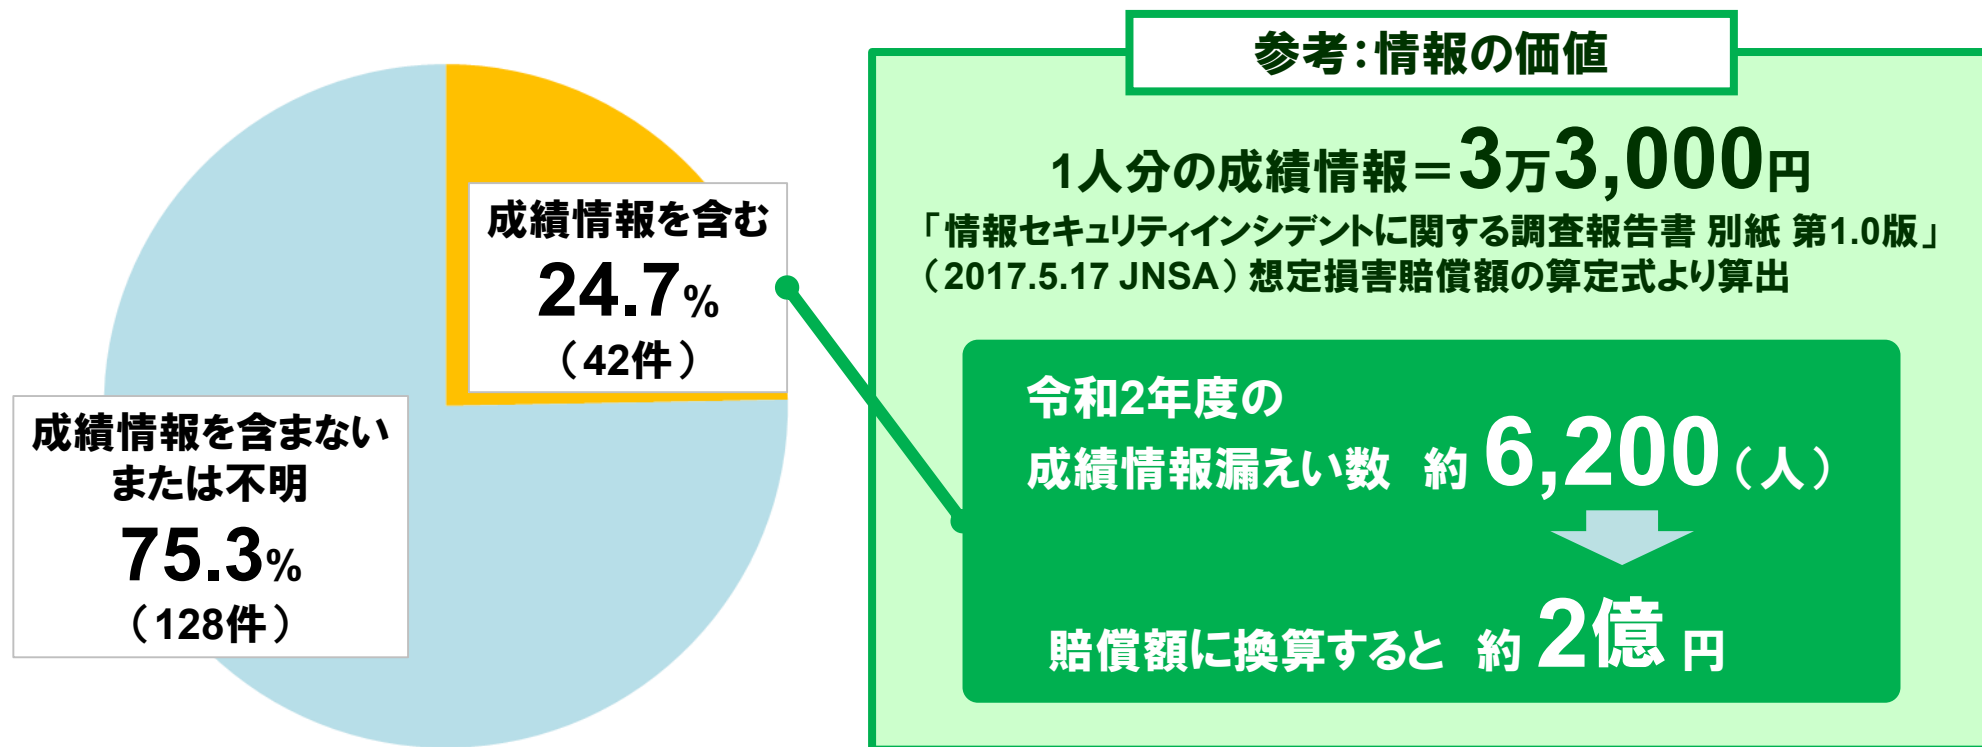 成績情報を含む
24.7%
（42件）
成績情報を含まない
または不明
75.3%
（128件）
参考：情報の価値
1人分の成績情報＝3万3,000円
「情報セキュリティインシデントに関する調査報告書 別紙 第1.0版」
（2017.5.17 JNSA）想定損害賠償額の算定式より算出
令和2年度の
成績情報漏えい数 約 6,200（人）
賠償額に換算すると 約 2億 円